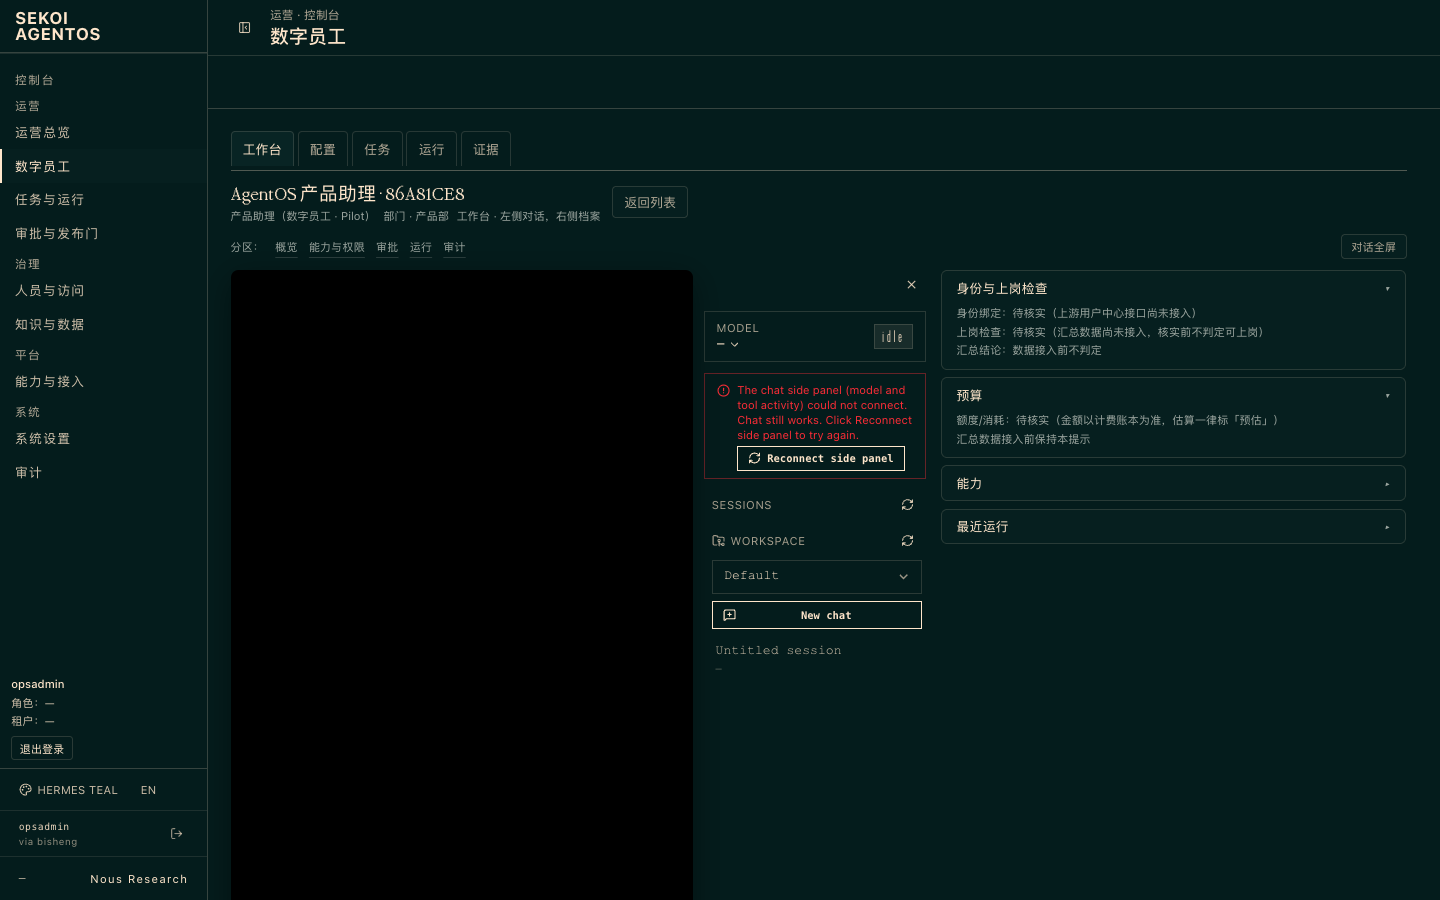 SEKOI
AGENTOS
控制台
运营
运营总览
数字员工
任务与运行
审批与发布门
治理
人员与访问
知识与数据
平台
能力与接入
系统
系统设置
审计
opsadmin
角色：—
租户：—
退出登录
HERMES TEAL EN
opsadmin
via bisheng
— Nous Research
运营 · 控制台
数字员工
工作台 配置 任务 运行 证据
AgentOS 产品助理 · 86A81CE8
产品助理（数字员工 · Pilot） 部门 · 产品部 工作台 · 左侧对话，右侧档案
返回列表
分区： 概览 能力与权限 审批 运行 审计
对话全屏
MODEL
—
idle
The chat side panel (model and
tool activity) could not connect.
Chat still works. Click Reconnect
side panel to try again.
Reconnect side panel
SESSIONS
WORKSPACE
Default
New chat
Untitled session
—
身份与上岗检查
身份绑定：待核实（上游用户中心接口尚未接入）
上岗检查：待核实（汇总数据尚未接入，核实前不判定可上岗）
汇总结论：数据接入前不判定
预算
额度/消耗：待核实（金额以计费账本为准，估算一律标「预估」）
汇总数据接入前保持本提示
能力
最近运行